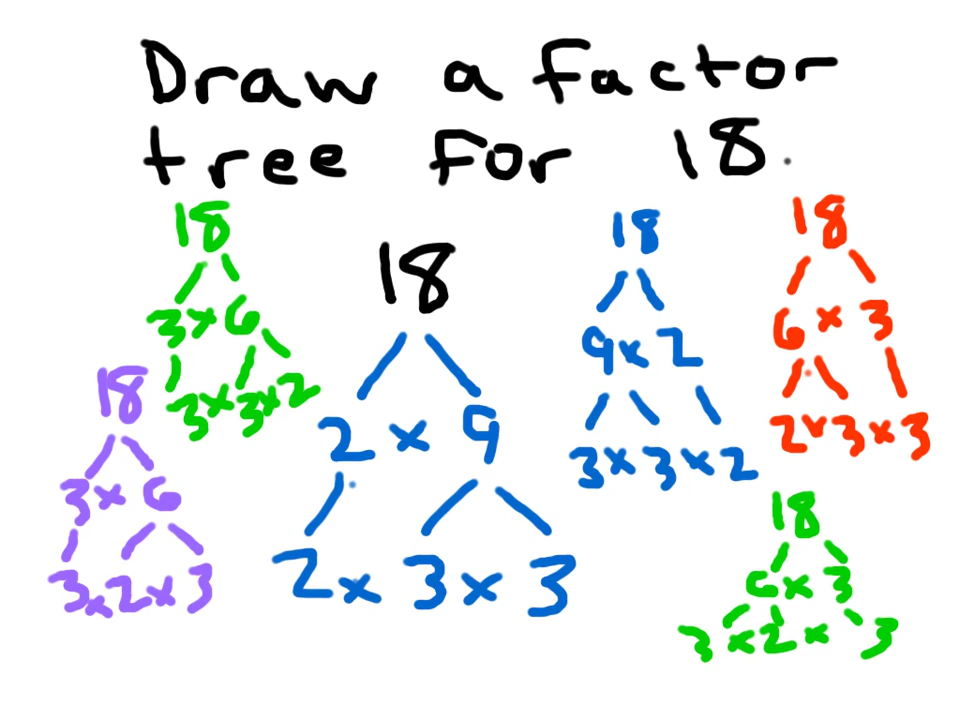 Draw a factor
tree for 18.
18
3 x 6
3 x 3 x 2
18
3 x 6
3 x 2 x 3
18
2 x 9
2 x 3 x 3
18
9 x 2
3 x 3 x 2
18
6 x 3
2 x 3 x 3
18
6 x 3
3 x 2 x 3